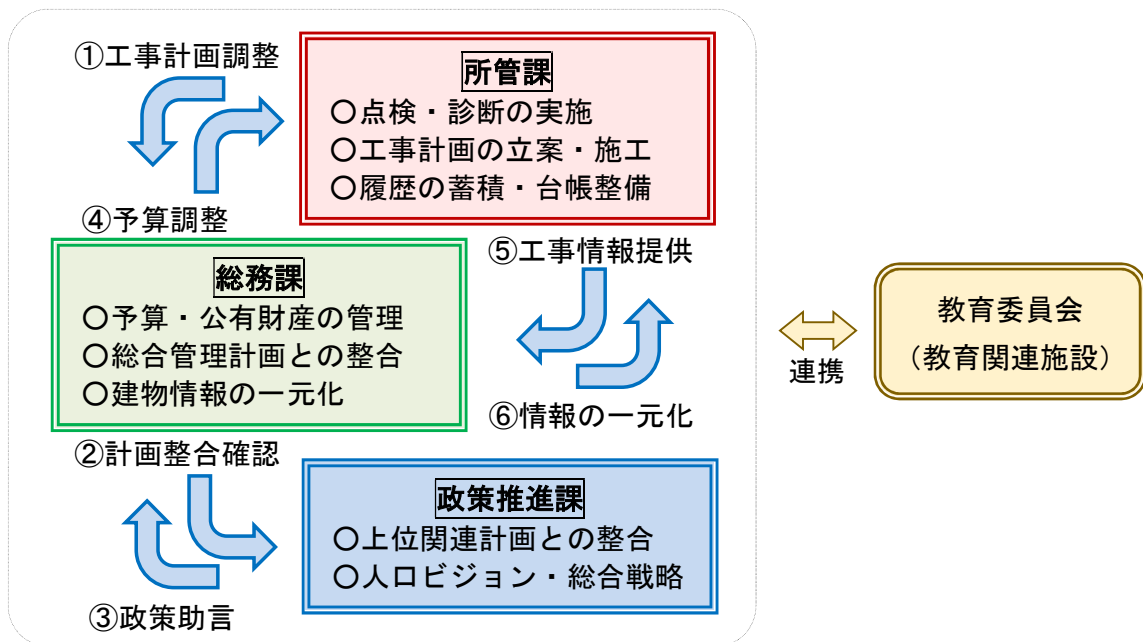 ①工事計画調整
所管課
〇点検・診断の実施
〇工事計画の立案・施工
〇履歴の蓄積・台帳整備
④予算調整
総務課
〇予算・公有財産の管理
〇総合管理計画との整合
〇建物情報の一元化
⑤工事情報提供
⑥情報の一元化
②計画整合確認
政策推進課
〇上位関連計画との整合
〇人口ビジョン・総合戦略
③政策助言
連携
教育委員会
（教育関連施設）